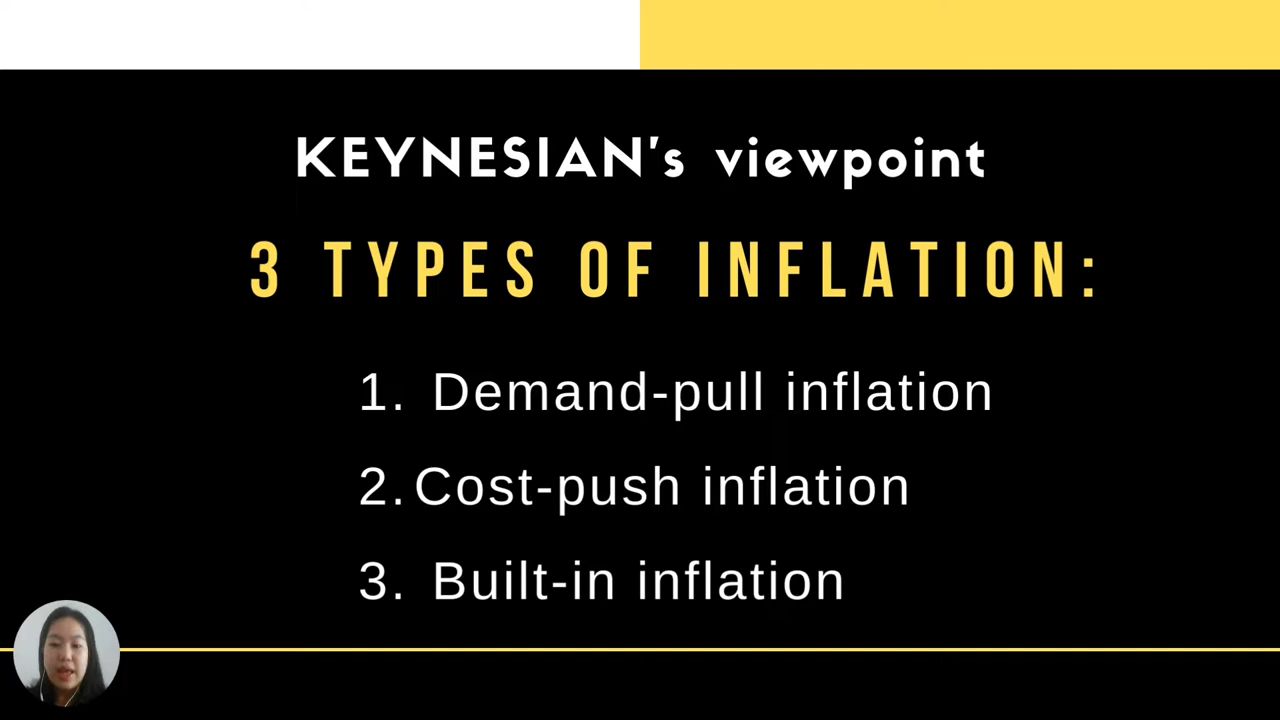 KEYNESIAN's viewpoint
3 TYPES OF INFLATION:
1. Demand-pull inflation
2. Cost-push inflation
3. Built-in inflation